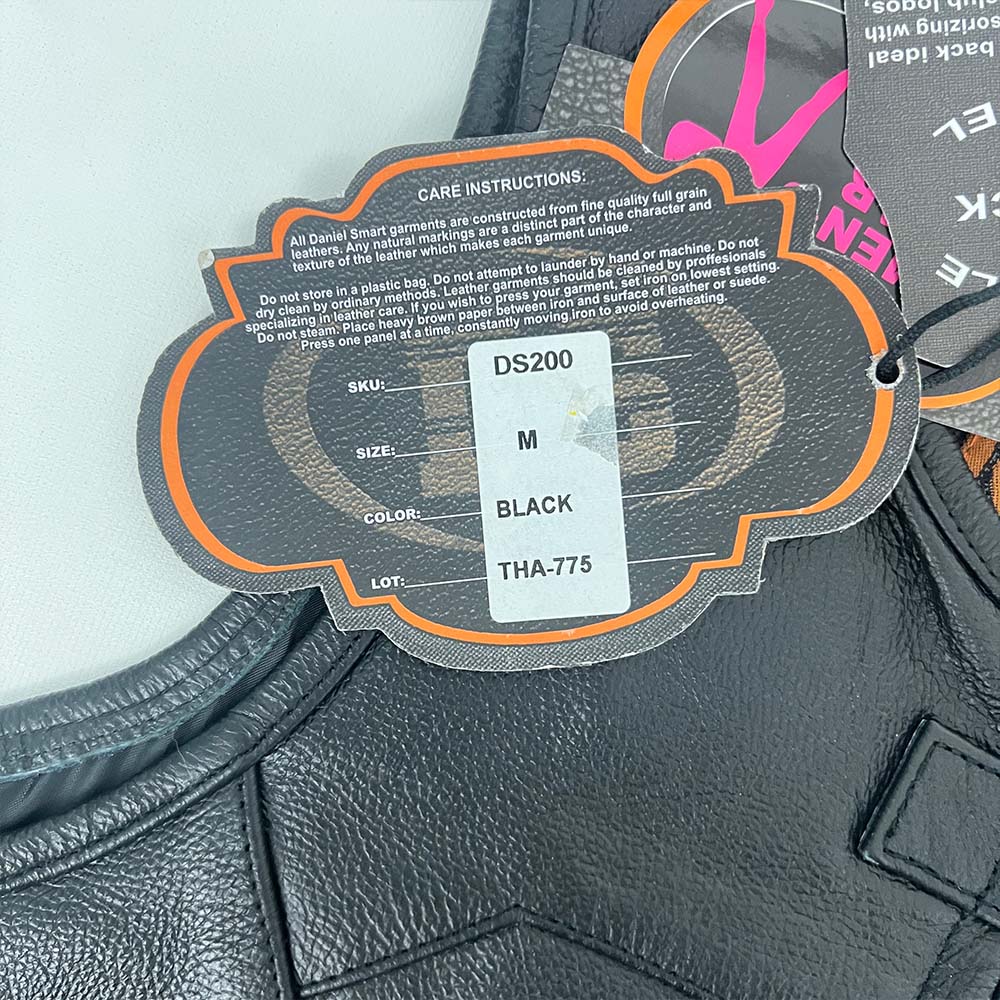 CARE INSTRUCTIONS:
All Daniel Smart garments are constructed from fine quality full grain
leathers. Any natural markings are a distinct part of the character and
texture of the leather which makes each garment unique.
Do not store in a plastic bag. Do not attempt to launder by hand or machine. Do not
dry clean by ordinary methods. Leather garments should be cleaned by proffesionals
specializing in leather care. If you wish to press your garment, set iron on lowest setting.
Do not steam. Place heavy brown paper between iron and surface of leather or suede.
Press one panel at a time, constantly moving iron to avoid overheating.
SKU: DS200
SIZE: M
COLOR: BLACK
LOT: THA-775
back ideal
with
logos,